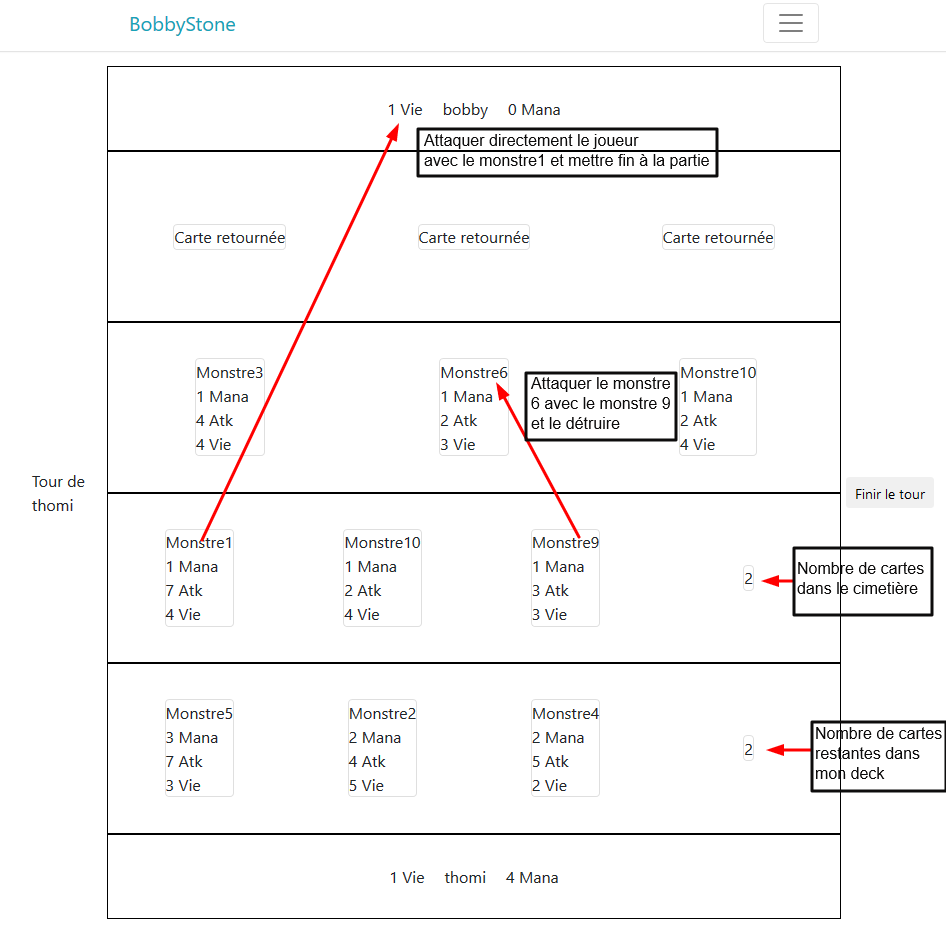 BobbyStone
1 Vie bobby 0 Mana
Attaquer directement le joueur
avec le monstre1 et mettre fin à la partie
Carte retournée Carte retournée Carte retournée
Monstre3
1 Mana
4 Atk
4 Vie
Monstre6
1 Mana
2 Atk
3 Vie
Attaquer le monstre
6 avec le monstre 9
et le détruire
Monstre10
1 Mana
2 Atk
4 Vie
Tour de
thomi
Finir le tour
Monstre1
1 Mana
7 Atk
4 Vie
Monstre10
1 Mana
2 Atk
4 Vie
Monstre9
1 Mana
3 Atk
3 Vie
2
Nombre de cartes
dans le cimetière
Monstre5
3 Mana
7 Atk
3 Vie
Monstre2
2 Mana
4 Atk
5 Vie
Monstre4
2 Mana
5 Atk
2 Vie
2
Nombre de cartes
restantes dans
mon deck
1 Vie thomi 4 Mana